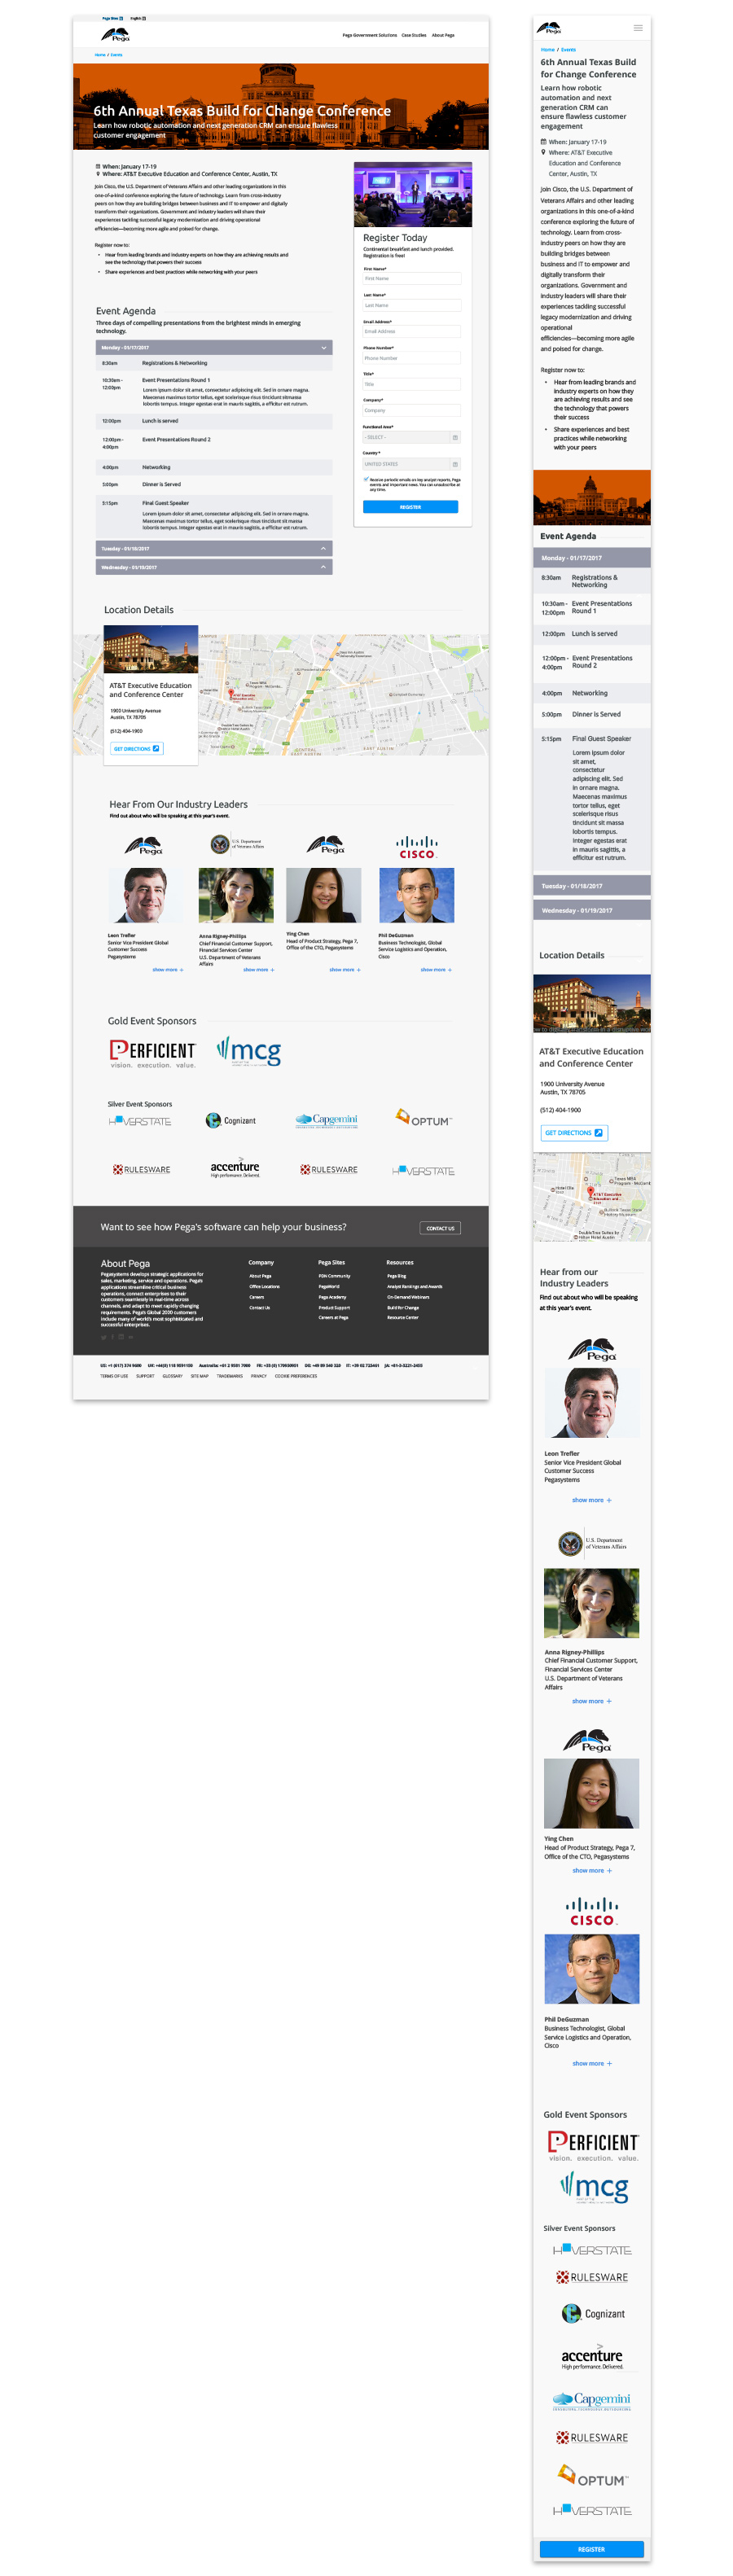 Pega Sites
English
Pega
Pega Government Solutions Case Studies About Pega
Home / Events
6th Annual Texas Build for Change Conference
Learn how robotic automation and next generation CRM can ensure flawless
customer engagement
When: January 17-19
Where: AT&T Executive Education and Conference Center, Austin, TX
Join Cisco, the U.S. Department of Veterans Affairs and other leading organizations in this
one-of-a-kind conference exploring the future of technology. Learn from cross-industry
peers on how they are building bridges between business and IT to empower and digitally
transform their organizations. Government and industry leaders will share their
experiences tackling successful legacy modernization and driving operational
efficiencies—becoming more agile and poised for change.
Register now to:
• Hear from leading brands and industry experts on how they are achieving results and
see the technology that powers their success
• Share experiences and best practices while networking with your peers
Register Today
Continental breakfast and lunch provided.
Registration is free!
First Name*
First Name
Last Name*
Last Name
Email Address*
Email Address
Phone Number*
Phone Number
Title*
Title
Company*
Company
Functional Area*
- SELECT -
Country *
UNITED STATES
Receive periodic emails on key analyst reports, Pega
events and important news. You can unsubscribe at
any time.
REGISTER
Event Agenda
Three days of compelling presentations from the brightest minds in emerging
technology.
Monday - 01/17/2017
8:30am Registrations & Networking
10:30am - 12:00pm Event Presentations Round 1
Lorem ipsum dolor sit amet, consectetur adipiscing elit. Sed in ornare magna.
Maecenas maximus tortor tellus, eget scelerisque risus tincidunt sit massa
lobortis tempus. Integer egestas erat in mauris sagittis, a efficitur est rutrum.
12:00pm Lunch is served
12:00pm - 4:00pm Event Presentations Round 2
4:00pm Networking
5:00pm Dinner is Served
5:15pm Final Guest Speaker
Lorem ipsum dolor sit amet, consectetur adipiscing elit. Sed in ornare magna.
Maecenas maximus tortor tellus, eget scelerisque risus tincidunt sit massa
lobortis tempus. Integer egestas erat in mauris sagittis, a efficitur est rutrum.
Tuesday - 01/18/2017
Wednesday - 01/19/2017
Location Details
AT&T Executive Education
and Conference Center
1900 University Avenue
Austin, TX 78705
(512) 404-1900
GET DIRECTIONS
Hear From Our Industry Leaders
Find out about who will be speaking at this year's event.
Pega
U.S. Department
of Veterans Affairs
Pega
CISCO
Leon Trefler
Senior Vice President Global
Customer Success
Pegasystems
show more +
Anna Rigney-Phillips
Chief Financial Customer Support,
Financial Services Center
U.S. Department of Veterans
Affairs
show more +
Ying Chen
Head of Product Strategy, Pega 7,
Office of the CTO, Pegasystems
show more +
Phil DeGuzman
Business Technologist, Global
Service Logistics and Operation,
Cisco
show more +
Gold Event Sponsors
PERFICIENT
vision. execution. value.
mcg
Silver Event Sponsors
HOVERSTATE
Cognizant
Capgemini
OPTUM
RULESWARE
accenture
High performance. Delivered.
RULESWARE
HOVERSTATE
Want to see how Pega's software can help your business?
CONTACT US
About Pega
Pegasystems develops strategic applications for
sales, marketing, service and operations. Pega's
applications streamline critical business
operations, connect enterprises to their
customers seamlessly in real-time across
channels, and adapt to meet rapidly changing
requirements. Pega's Global 2000 customers
include many of world's most sophisticated and
successful enterprises.
Company
About Pega
Office Locations
Careers
Contact Us
Pega Sites
PDN Community
PegaWorld
Pega Academy
Product Support
Careers at Pega
Resources
Pega Blog
Analyst Rankings and Awards
On-Demand Webinars
Build for Change
Resource Center
TERMS OF USE SUPPORT GLOSSARY SITE MAP TRADEMARKS PRIVACY COOKIE PREFERENCES
Pega
Home / Events
6th Annual Texas Build
for Change Conference
Learn how robotic
automation and next
generation CRM can
ensure flawless customer
engagement
When: January 17-19
Where: AT&T Executive
Education and Conference
Center, Austin, TX
Join Cisco, the U.S. Department of
Veterans Affairs and other leading
organizations in this one-of-a-kind
conference exploring the future of
technology. Learn from cross-
industry peers on how they are
building bridges between
business and IT to empower and
digitally transform their
organizations. Government and
industry leaders will share their
experiences tackling successful
legacy modernization and driving
operational
efficiencies—becoming more agile
and poised for change.
Register now to:
• Hear from leading brands and
industry experts on how they
are achieving results and see
the technology that powers
their success
• Share experiences and best
practices while networking
with your peers
Event Agenda
Monday - 01/17/2017
8:30am Registrations &
Networking
10:30am - Event Presentations
12:00pm Round 1
12:00pm Lunch is served
12:00pm - Event Presentations
4:00pm Round 2
4:00pm Networking
5:00pm Dinner is Served
5:15pm Final Guest Speaker
Lorem ipsum dolor
sit amet,
consectetur
adipiscing elit. Sed
in ornare magna.
Maecenas maximus
tortor tellus, eget
scelerisque risus
tincidunt sit massa
lobortis tempus.
Integer egestas erat
in mauris sagittis, a
efficitur est rutrum.
Tuesday - 01/18/2017
Wednesday - 01/19/2017
Location Details
AT&T Executive Education
and Conference Center
1900 University Avenue
Austin, TX 78705
(512) 404-1900
GET DIRECTIONS
Hear from our
Industry Leaders
Find out about who will be speaking
at this year's event.
Pega
Leon Trefler
Senior Vice President Global
Customer Success
Pegasystems
show more +
U.S. Department
of Veterans Affairs
Anna Rigney-Phillips
Chief Financial Customer Support,
Financial Services Center
U.S. Department of Veterans
Affairs
show more +
Pega
Ying Chen
Head of Product Strategy, Pega 7,
Office of the CTO, Pegasystems
show more +
CISCO
Phil DeGuzman
Business Technologist, Global
Service Logistics and Operation,
Cisco
show more +
Gold Event Sponsors
PERFICIENT
vision. execution. value.
mcg
Silver Event Sponsors
HOVERSTATE
RULESWARE
Cognizant
accenture
High performance. Delivered.
Capgemini
RULESWARE
OPTUM
HOVERSTATE
REGISTER